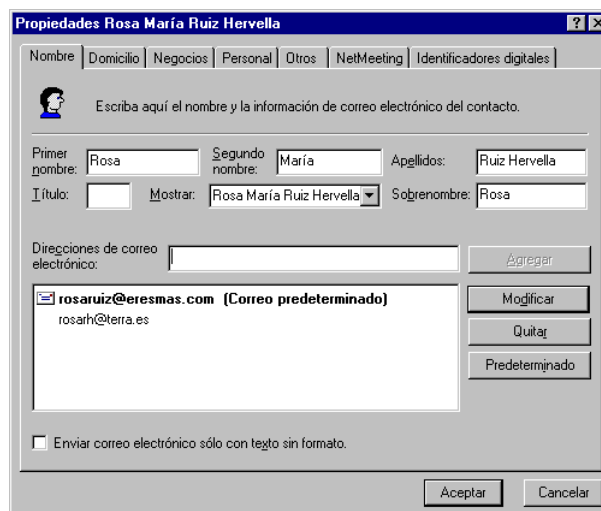 Propiedades Rosa María Ruiz Hervella
Nombre Domicilio Negocios Personal Otros NetMeeting Identificadores digitales
Escriba aquí el nombre y la información de correo electrónico del contacto.
Primer nombre: Rosa Segundo nombre: María Apellidos: Ruiz Hervella
Título: Mostrar: Rosa María Ruiz Hervella Sobrenombre: Rosa
Direcciones de correo electrónico: Agregar
rosaruiz@eresmas.com (Correo predeterminado) Modificar
rosarh@terra.es
Quitar
Predeterminado
Enviar correo electrónico sólo con texto sin formato.
Aceptar Cancelar